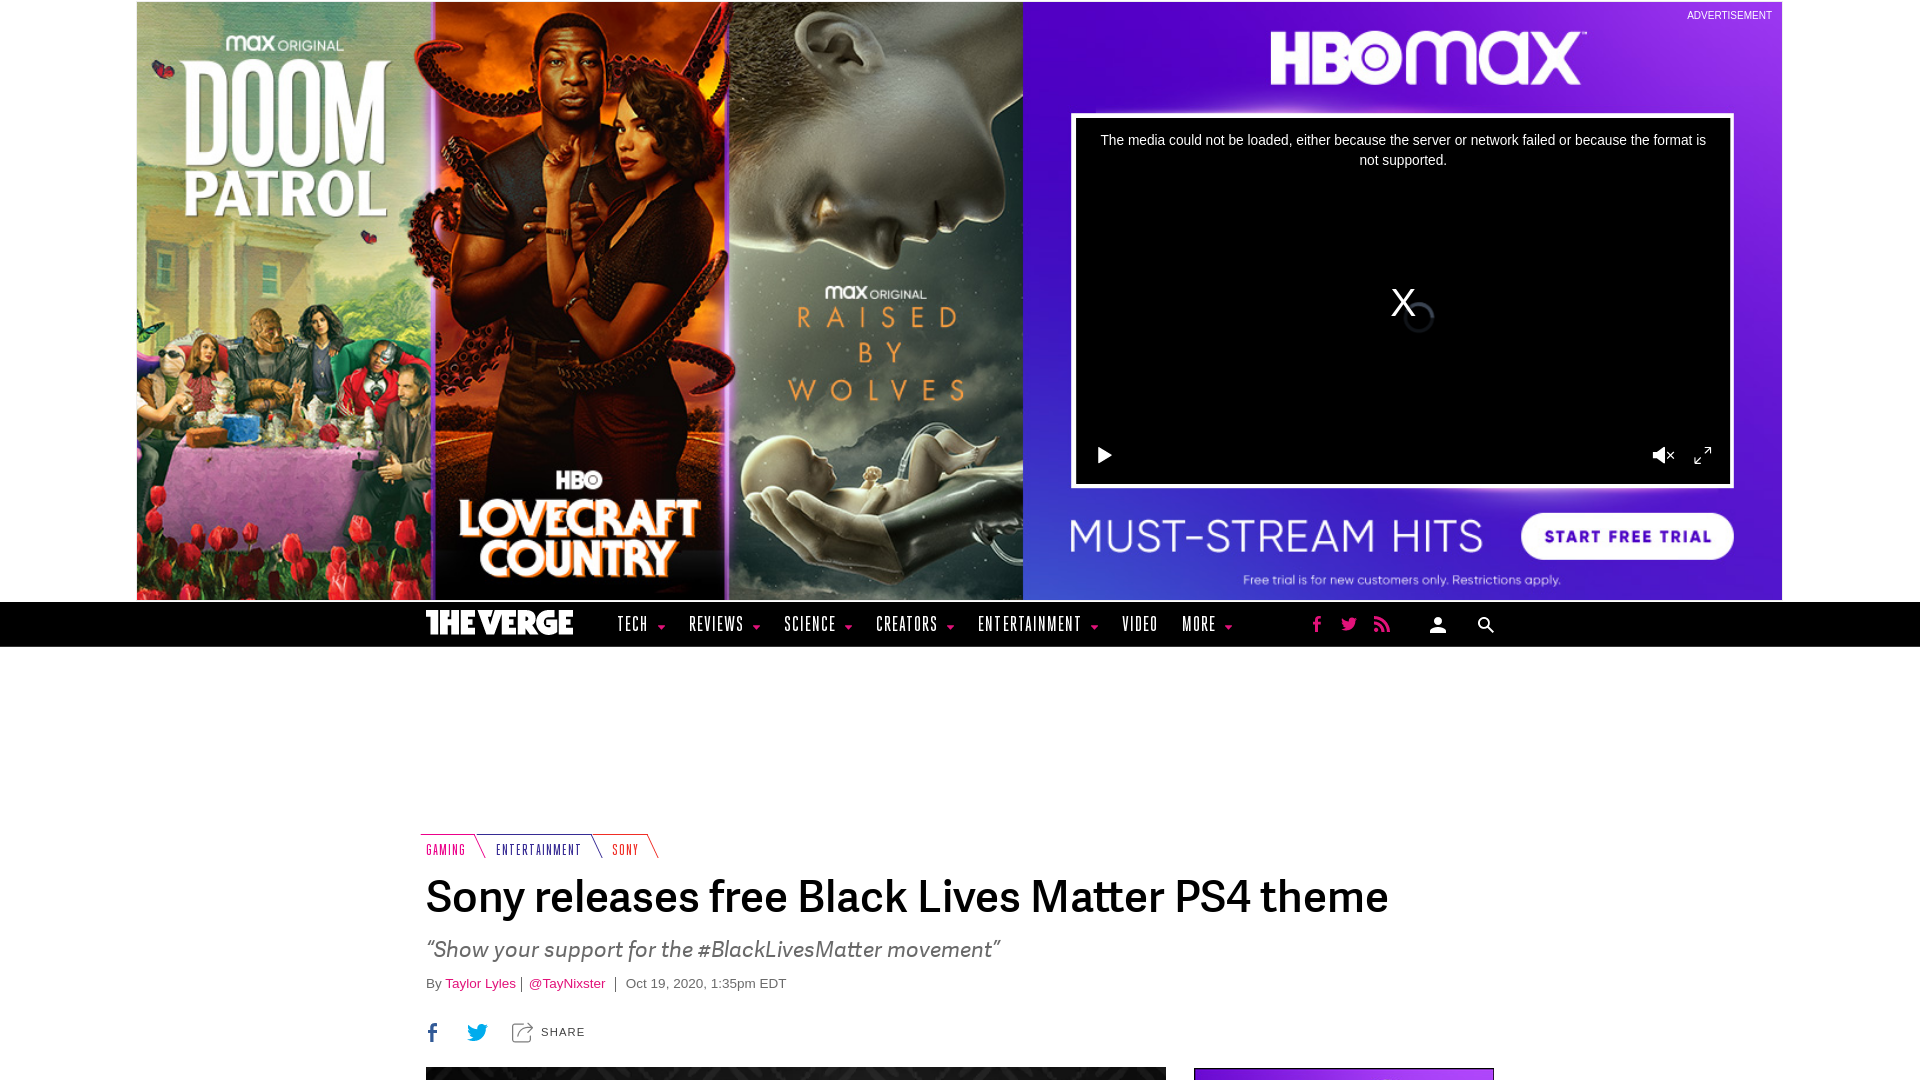 ADVERTISEMENT
max ORIGINAL
DOOM
PATROL
HBO
LOVECRAFT
COUNTRY
max ORIGINAL
RAISED
BY
WOLVES
HBOmax
The media could not be loaded, either because the server or network failed or because the format is
not supported.
X
MUST-STREAM HITS
START FREE TRIAL
Free trial is for new customers only. Restrictions apply.
THE VERGE
TECH
REVIEWS
SCIENCE
CREATORS
ENTERTAINMENT
VIDEO
MORE
GAMING
ENTERTAINMENT
SONY
Sony releases free Black Lives Matter PS4 theme
“Show your support for the #BlackLivesMatter movement”
By Taylor Lyles | @TayNixster | Oct 19, 2020, 1:35pm EDT
SHARE